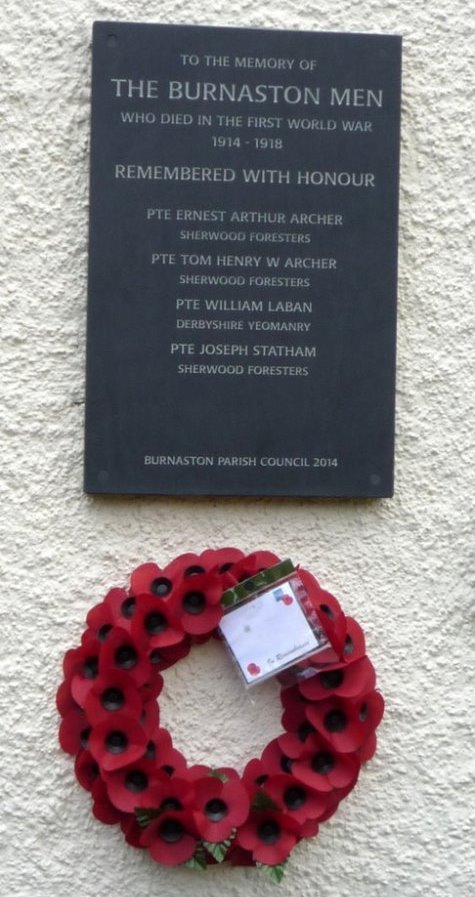 TO THE MEMORY OF
THE BURNASTON MEN
WHO DIED IN THE FIRST WORLD WAR
1914 - 1918
REMEMBERED WITH HONOUR
PTE ERNEST ARTHUR ARCHER
SHERWOOD FORESTERS
PTE TOM HENRY W ARCHER
SHERWOOD FORESTERS
PTE WILLIAM LABAN
DERBYSHIRE YEOMANRY
PTE JOSEPH STATHAM
SHERWOOD FORESTERS
BURNASTON PARISH COUNCIL 2014
In Remembrance